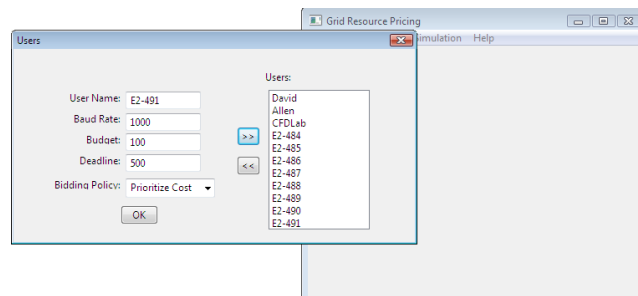 Grid Resource Pricing
Users
Simulation Help
Users:
User Name: E2-491
Baud Rate: 1000
Budget: 100
Deadline: 500
Bidding Policy: Prioritize Cost
OK
>>
<<
David
Allen
CFDLab
E2-484
E2-485
E2-486
E2-487
E2-488
E2-489
E2-490
E2-491